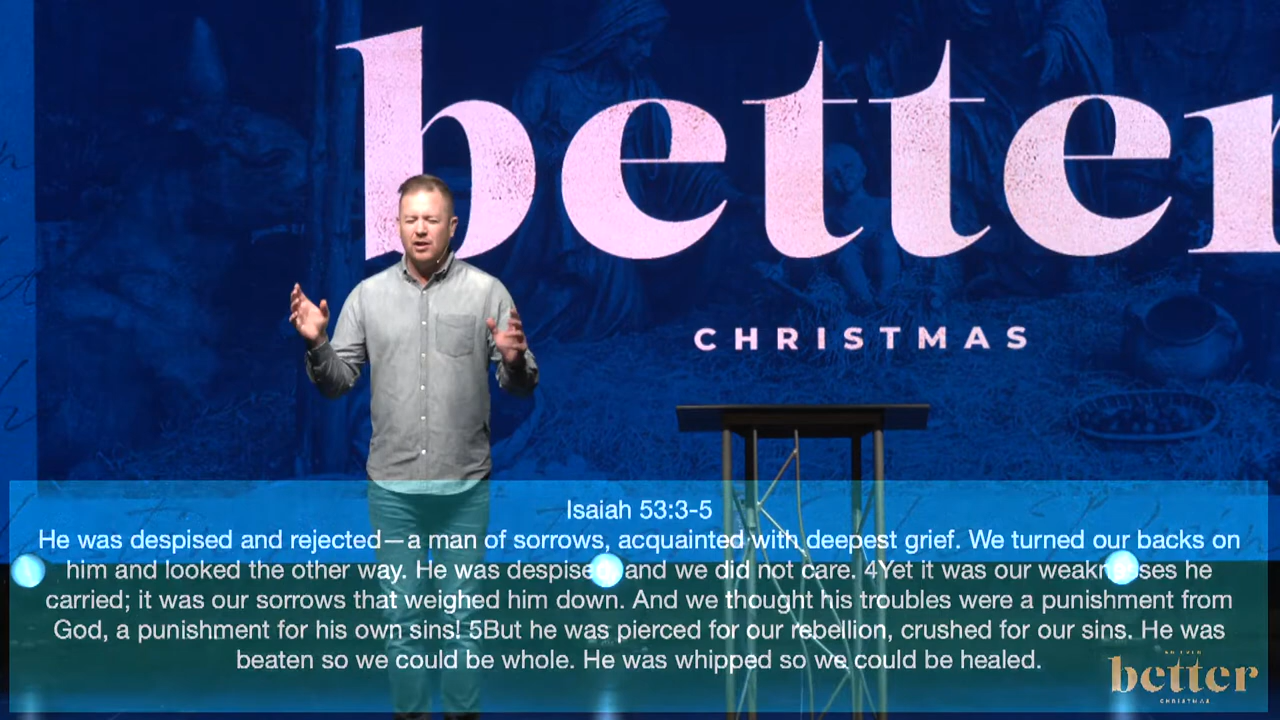 better
CHRISTMAS
Isaiah 53:3-5
He was despised and rejected—a man of sorrows, acquainted with deepest grief. We turned our backs on
him and looked the other way. He was despised and we did not care. 4Yet it was our weaknesses he
carried; it was our sorrows that weighed him down. And we thought his troubles were a punishment from
God, a punishment for his own sins! 5But he was pierced for our rebellion, crushed for our sins. He was
beaten so we could be whole. He was whipped so we could be healed.
better
CHRISTMAS